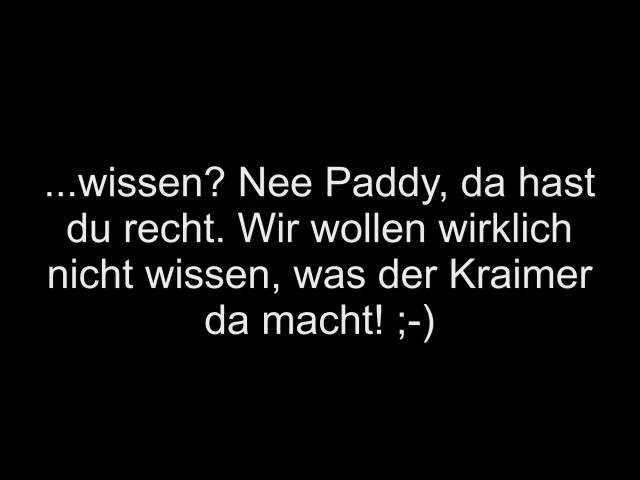 ...wissen? Nee Paddy, da hast
du recht. Wir wollen wirklich
nicht wissen, was der Kraimer
da macht! ;-)